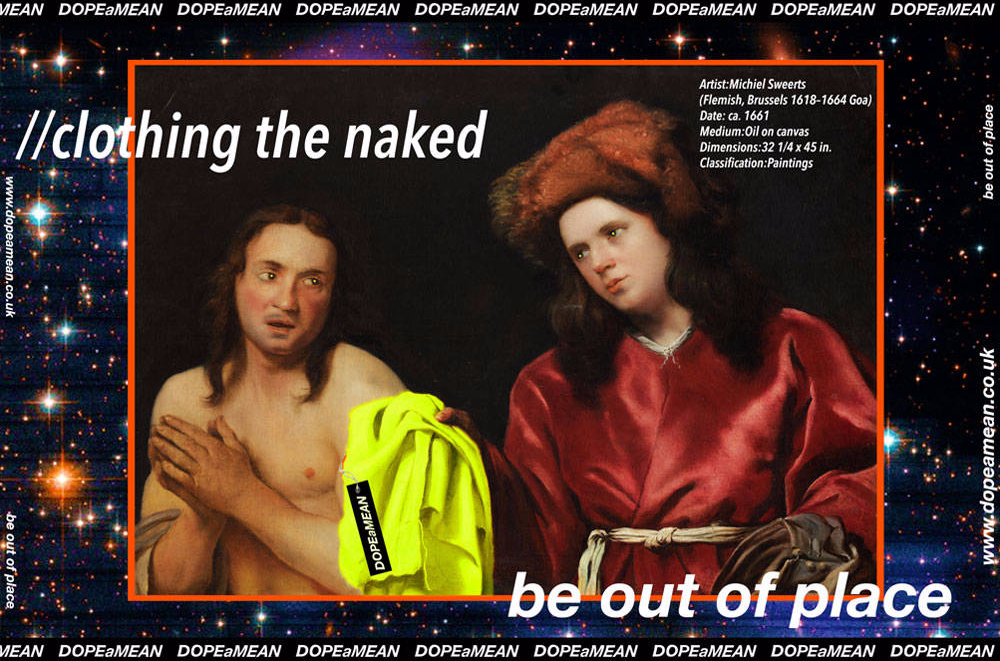 MEAN DOPEaMEAN DOPEaMEAN DOPEaMEAN DOPEaMEAN DOPEaMEAN DOPEaMEAN DOPEaMEAN DOPEaMEAN
//clothing the naked
Artist:Michiel Sweerts
(Flemish, Brussels 1618-1664 Goa)
Date: ca. 1661
Medium:Oil on canvas
Dimensions:32 1/4 x 45 in.
Classification:Paintings
be out of place
www.dopeamean.co.uk
www.dopeamean.co.uk
DOPEaMEAN
be out of place
be out of place
MEAN DOPEaMEAN DOPEaMEAN DOPEaMEAN DOPEaMEAN DOPEaMEAN DOPEaMEAN DOPEaMEAN DOPEaMEAN